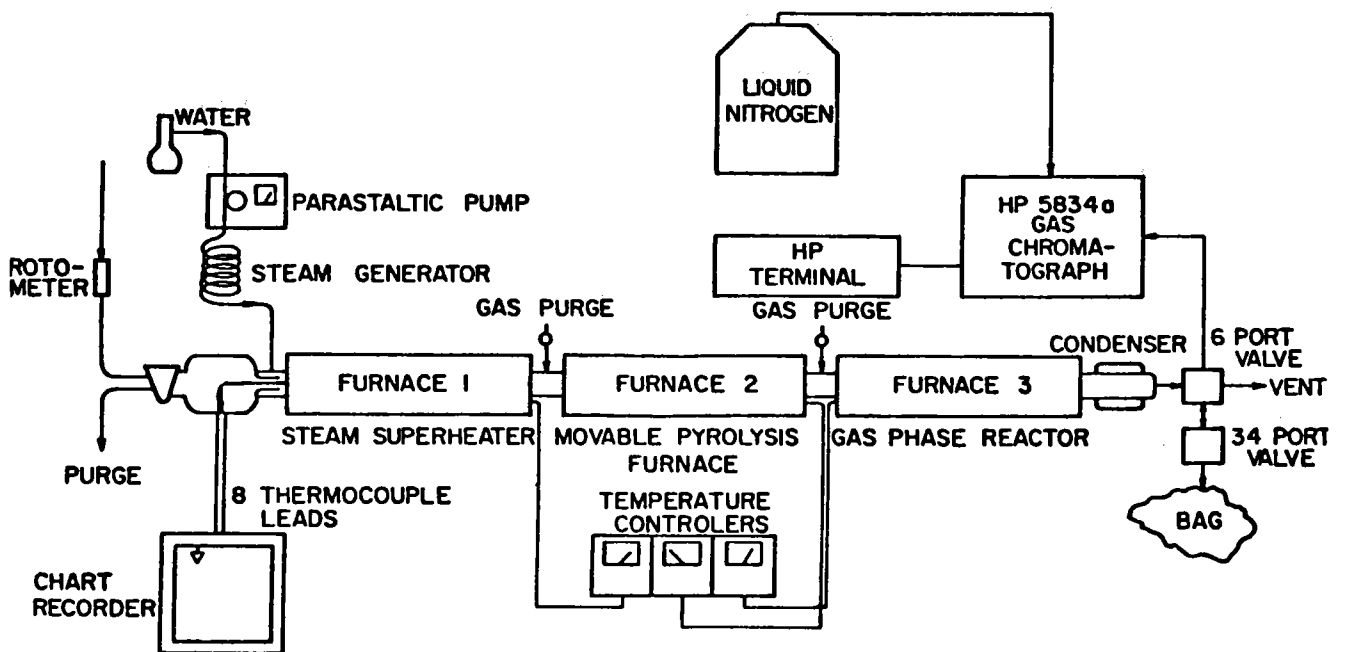 LIQUID
NITROGEN
WATER
PARASTALTIC PUMP
HP 5834a
GAS
CHROMA-
TOGRAPH
HP
TERMINAL
ROTO-
METER
STEAM GENERATOR
GAS PURGE
GAS PURGE
6 PORT
VALVE
CONDENSER
FURNACE 1
FURNACE 2
FURNACE 3
VENT
STEAM SUPERHEATER
MOVABLE PYROLYSIS
FURNACE
GAS PHASE REACTOR
34 PORT
VALVE
PURGE
8 THERMOCOUPLE
LEADS
TEMPERATURE
CONTROLERS
BAG
CHART
RECORDER